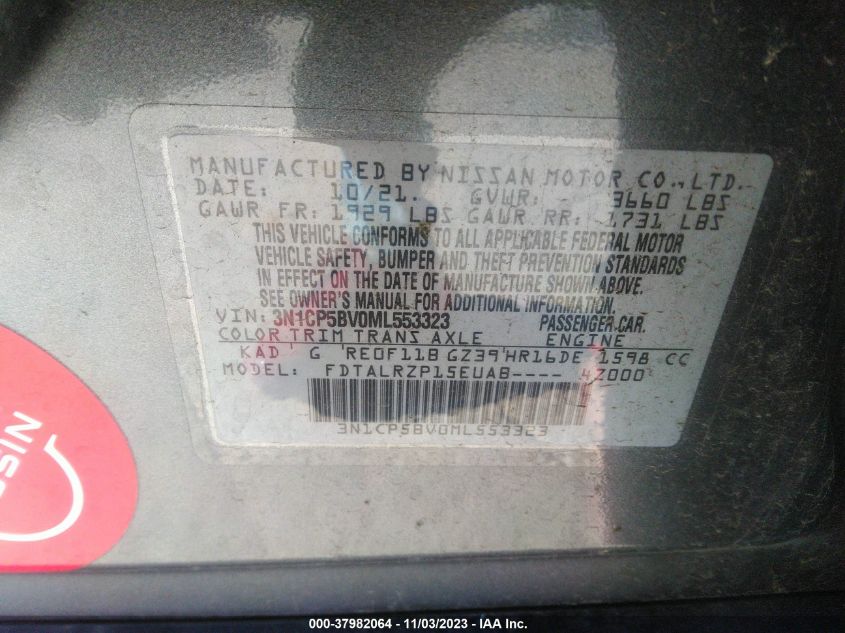 MANUFACTURED BY NISSAN MOTOR CO., LTD.
DATE: 10/21. GVWR: 3660 LBS
GAWR FR: 1929 LBS GAWR RR: 1731 LBS
THIS VEHICLE CONFORMS TO ALL APPLICABLE FEDERAL MOTOR
VEHICLE SAFETY, BUMPER AND THEFT PREVENTION STANDARDS
IN EFFECT ON THE DATE OF MANUFACTURE SHOWN ABOVE.
SEE OWNER'S MANUAL FOR ADDITIONAL INFORMATION.
VIN: 3N1CP5BV0ML553323 PASSENGER CAR.
COLOR TRIM TRANS AXLE ENGINE
KAD G RE0F11B GZ39 HR16DE 1598 CC
MODEL: FDTALRZP15EUAB---- 4Z000
3N1CP5BV0ML553323
000-37982064 - 11/03/2023 - IAA Inc.